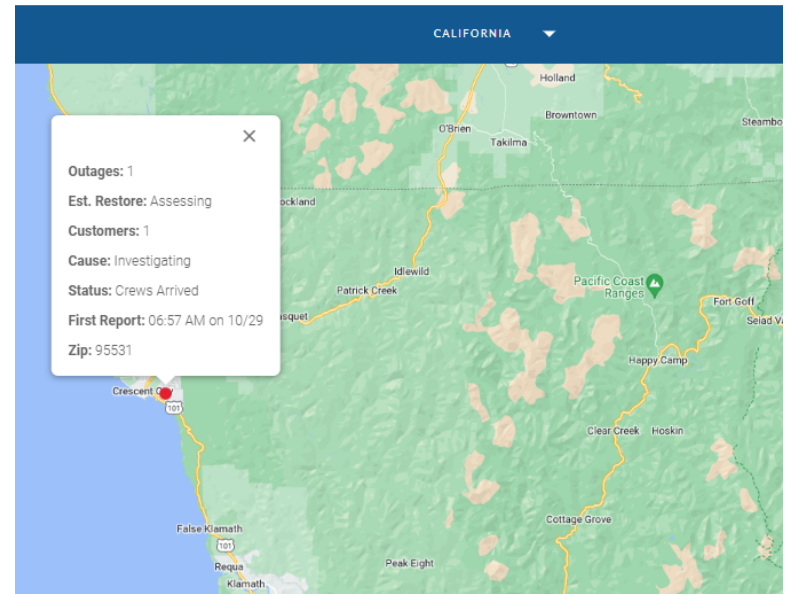 CALIFORNIA
Holland
Browntown
O'Brien
Takilma
Steambo
Outages: 1
Est. Restore: Assessing
Customers: 1
Cause: Investigating
Status: Crews Arrived
First Report: 06:57 AM on 10/29
Zip: 95531
ockland
Idlewild
Patrick Creek
asquet
Pacific Coast
Ranges
Fort Goff
Seiad Va
Happy Camp
Crescent City
101
Clear Creek
Hoskin
Cottage Grove
False Klamath
101
Requa
Klamath
Peak Eight